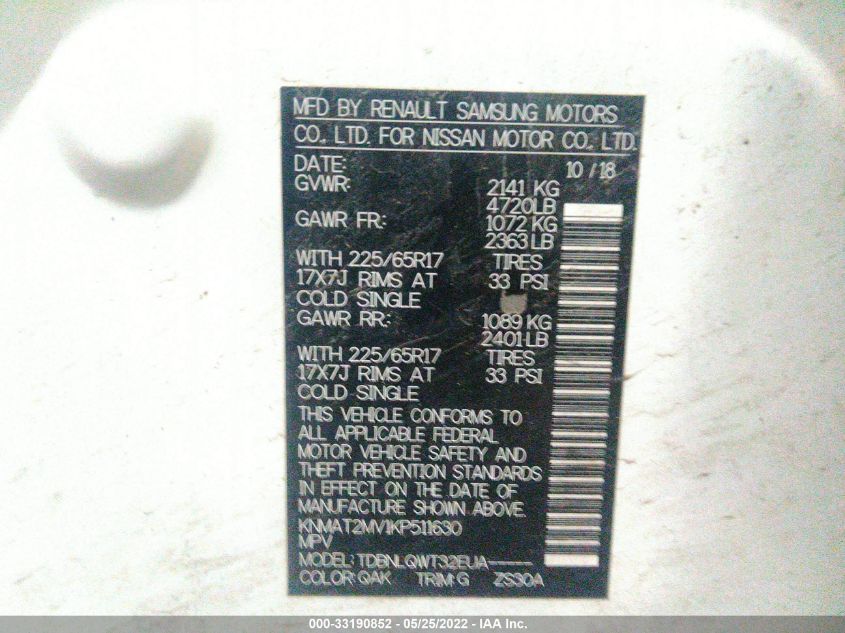 MFD BY RENAULT SAMSUNG MOTORS
CO., LTD. FOR NISSAN MOTOR CO., LTD.
DATE: 10 / 18
GVWR: 2141 KG
4720LB
GAWR FR: 1072 KG
2363LB
WITH 225/65R17 TIRES
17X7J RIMS AT 33 PSI
COLD SINGLE
GAWR RR: 1089 KG
2401LB
WITH 225/65R17 TIRES
17X7J RIMS AT 33 PSI
COLD SINGLE
THIS VEHICLE CONFORMS TO
ALL APPLICABLE FEDERAL
MOTOR VEHICLE SAFETY AND
THEFT PREVENTION STANDARDS
IN EFFECT ON THE DATE OF
MANUFACTURE SHOWN ABOVE.
KNMAT2MV1KP511630
MPV
MODEL: TDBNLQWT32EUA-----
COLOR: QAK TRIM: G ZS30A
000-33190852 - 05/25/2022 - IAA Inc.